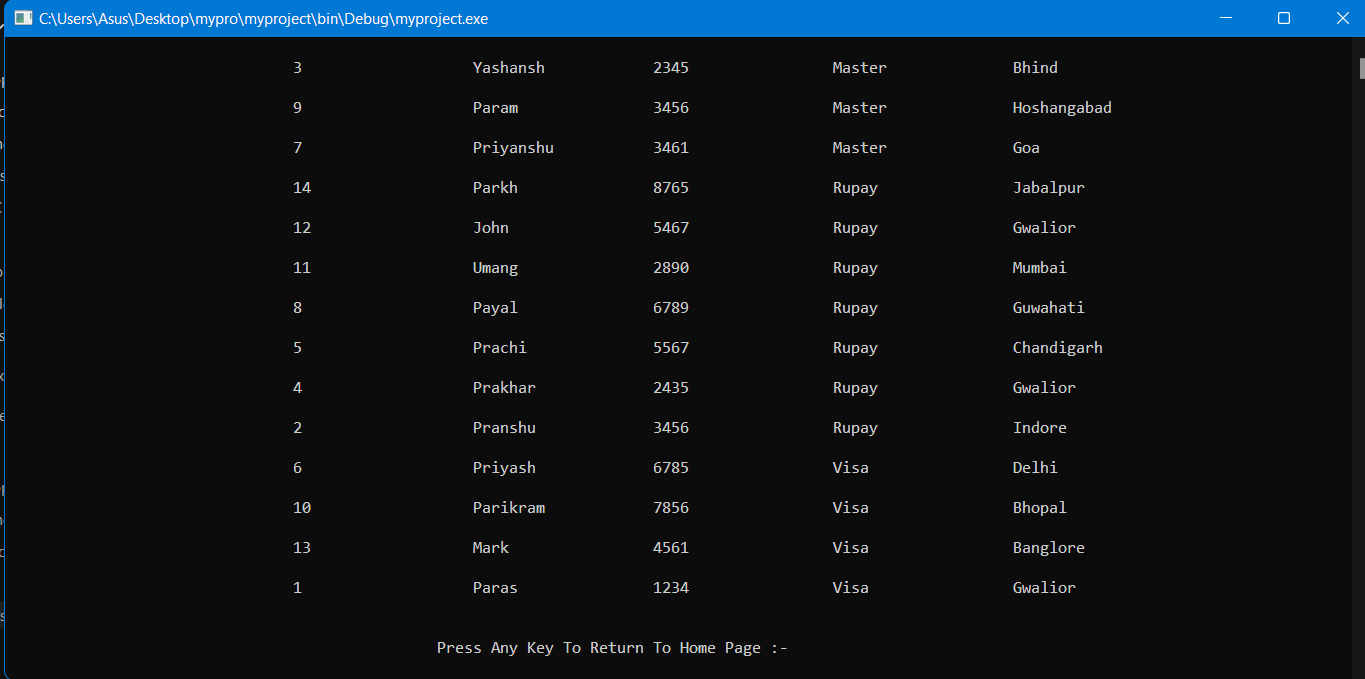 C:\Users\Asus\Desktop\mypro\myproject\bin\Debug\myproject.exe
3 Yashansh 2345 Master Bhind
9 Param 3456 Master Hoshangabad
7 Priyanshu 3461 Master Goa
14 Parkh 8765 Rupay Jabalpur
12 John 5467 Rupay Gwalior
11 Umang 2890 Rupay Mumbai
8 Payal 6789 Rupay Guwahati
5 Prachi 5567 Rupay Chandigarh
4 Prakhar 2435 Rupay Gwalior
2 Pranshu 3456 Rupay Indore
6 Priyash 6785 Visa Delhi
10 Parikram 7856 Visa Bhopal
13 Mark 4561 Visa Banglore
1 Paras 1234 Visa Gwalior
Press Any Key To Return To Home Page :-